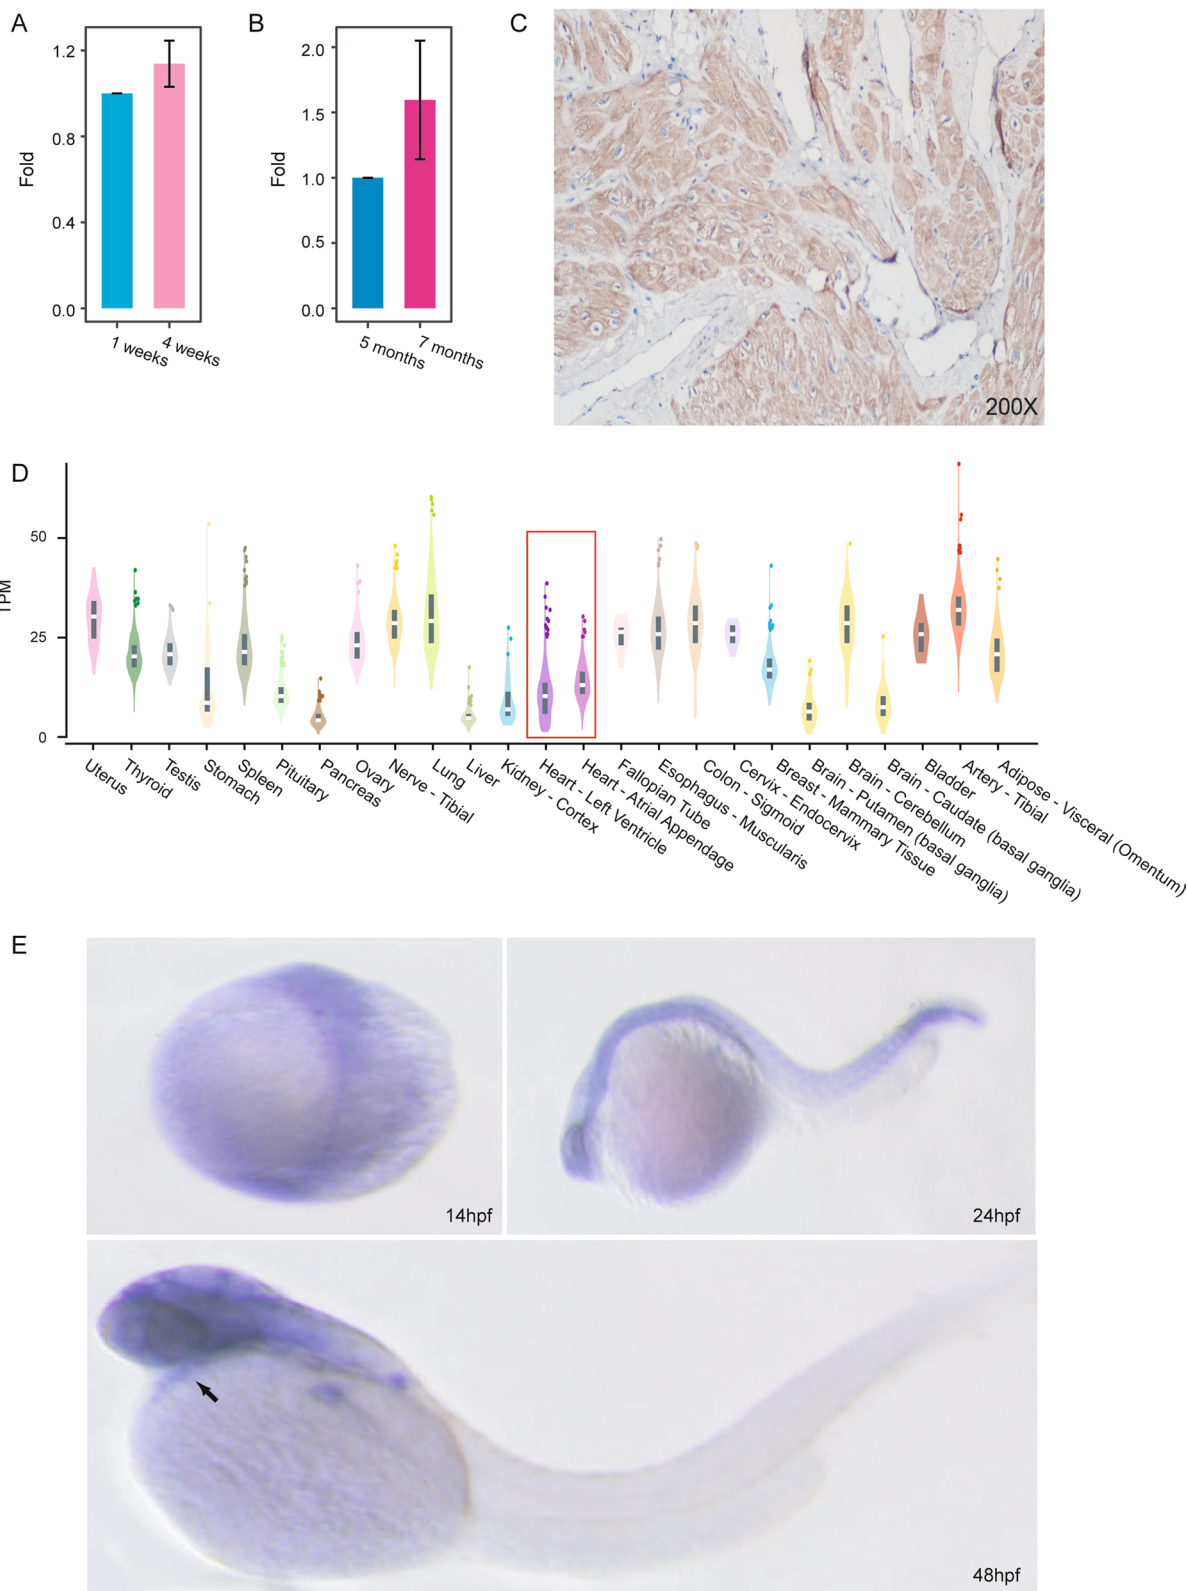 A
Fold
1.2
0.8
0.4
0.0
1 weeks
4 weeks
B
Fold
2.0
1.5
1.0
0.5
0.0
5 months
7 months
C
200X
D
TPM
50
25
0
Uterus
Thyroid
Testis
Stomach
Spleen
Pituitary
Pancreas
Ovary
Nerve - Tibial
Lung
Liver
Kidney - Cortex
Heart - Left Ventricle
Heart - Atrial Appendage
Fallopian Tube
Esophagus - Muscularis
Colon - Sigmoid
Cervix - Endocervix
Breast - Mammary Tissue
Brain - Putamen (basal ganglia)
Brain - Cerebellum
Brain - Caudate (basal ganglia)
Bladder
Artery - Tibial
Adipose - Visceral (Omentum)
E
14hpf
24hpf
48hpf